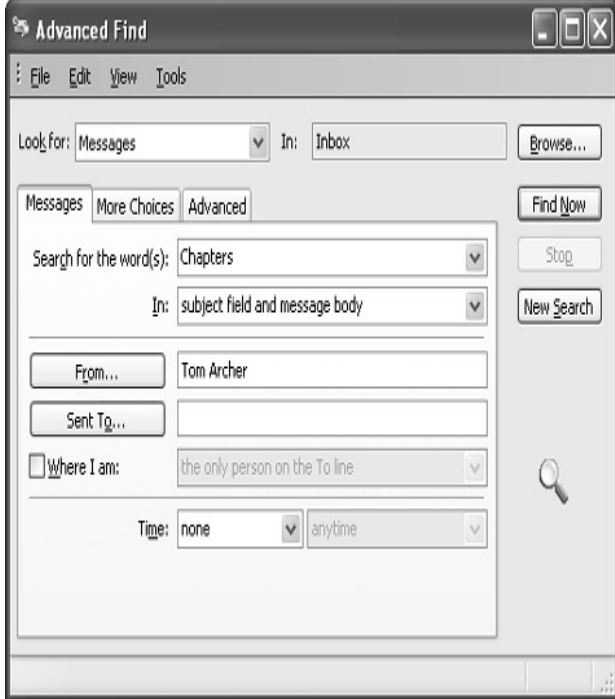 Advanced Find
File Edit View Tools
Look for: Messages In: Inbox Browse...
Messages More Choices Advanced Find Now
Search for the word(s): Chapters Stop
In: subject field and message body New Search
From... Tom Archer
Sent To...
Where I am: the only person on the To line
Time: none anytime